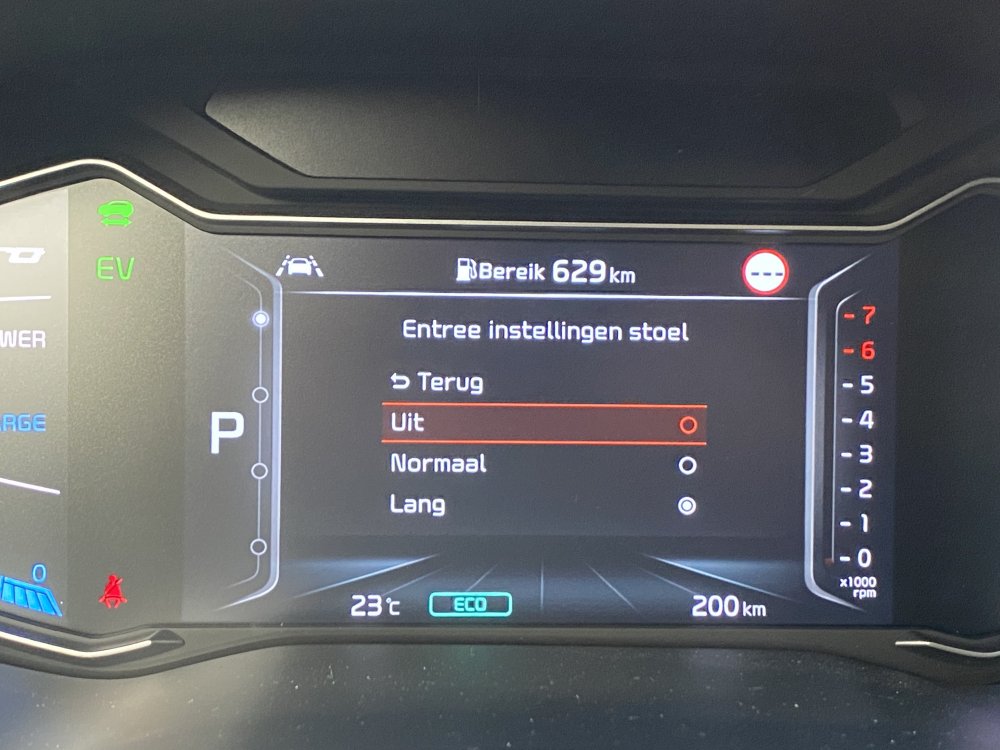 EV
WER
RGE
0
P
Bereik 629 km
---
Entree instellingen stoel
Terug
Uit
Normaal
Lang
23°C
ECO
200 km
- 7
- 6
- 5
- 4
- 3
- 2
- 1
- 0
x1000
rpm